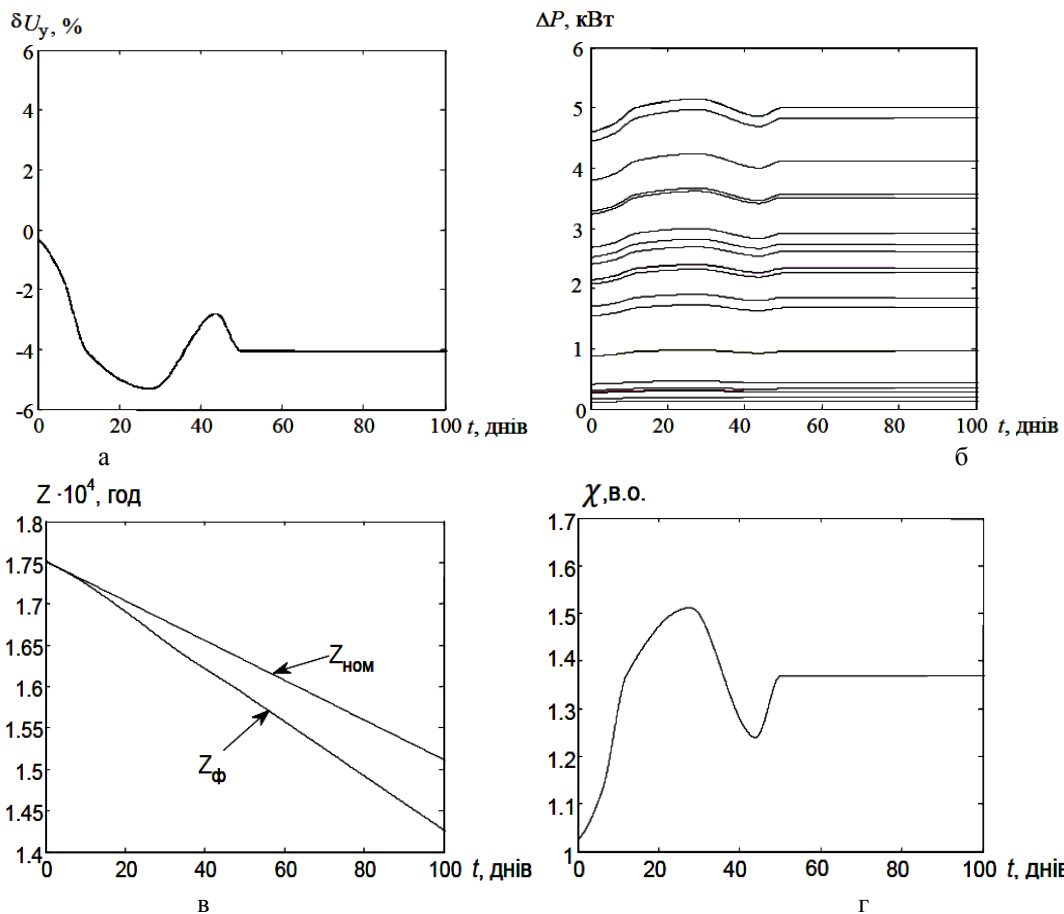 δUу, %
6
4
2
0
-2
-4
-6
0 20 40 60 80 100 t, днів
а
ΔP, кВт
6
5
4
3
2
1
0
0 20 40 60 80 100 t, днів
б
Z ·10⁴, год
1.8
1.75
1.7
1.65
1.6
1.55
1.5
1.45
1.4
Zном
Zф
0 20 40 60 80 100 t, днів
в
χ,в.о.
1.7
1.6
1.5
1.4
1.3
1.2
1.1
1
0 20 40 60 80 100 t, днів
г